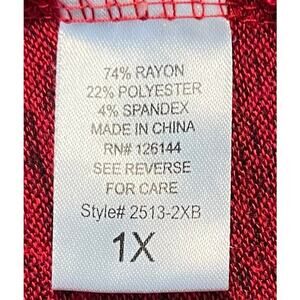 74% RAYON
22% POLYESTER
4% SPANDEX
MADE IN CHINA
RN# 126144
SEE REVERSE
FOR CARE
Style# 2513-2XB
1X